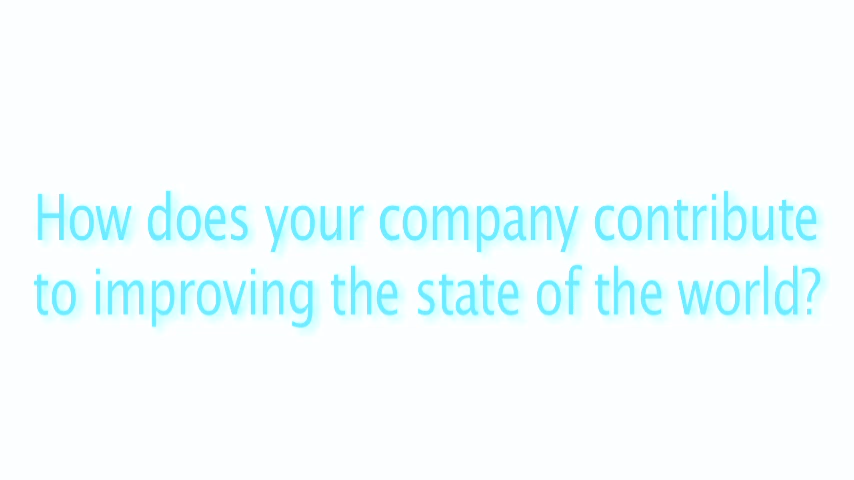 How does your company contribute
to improving the state of the world?